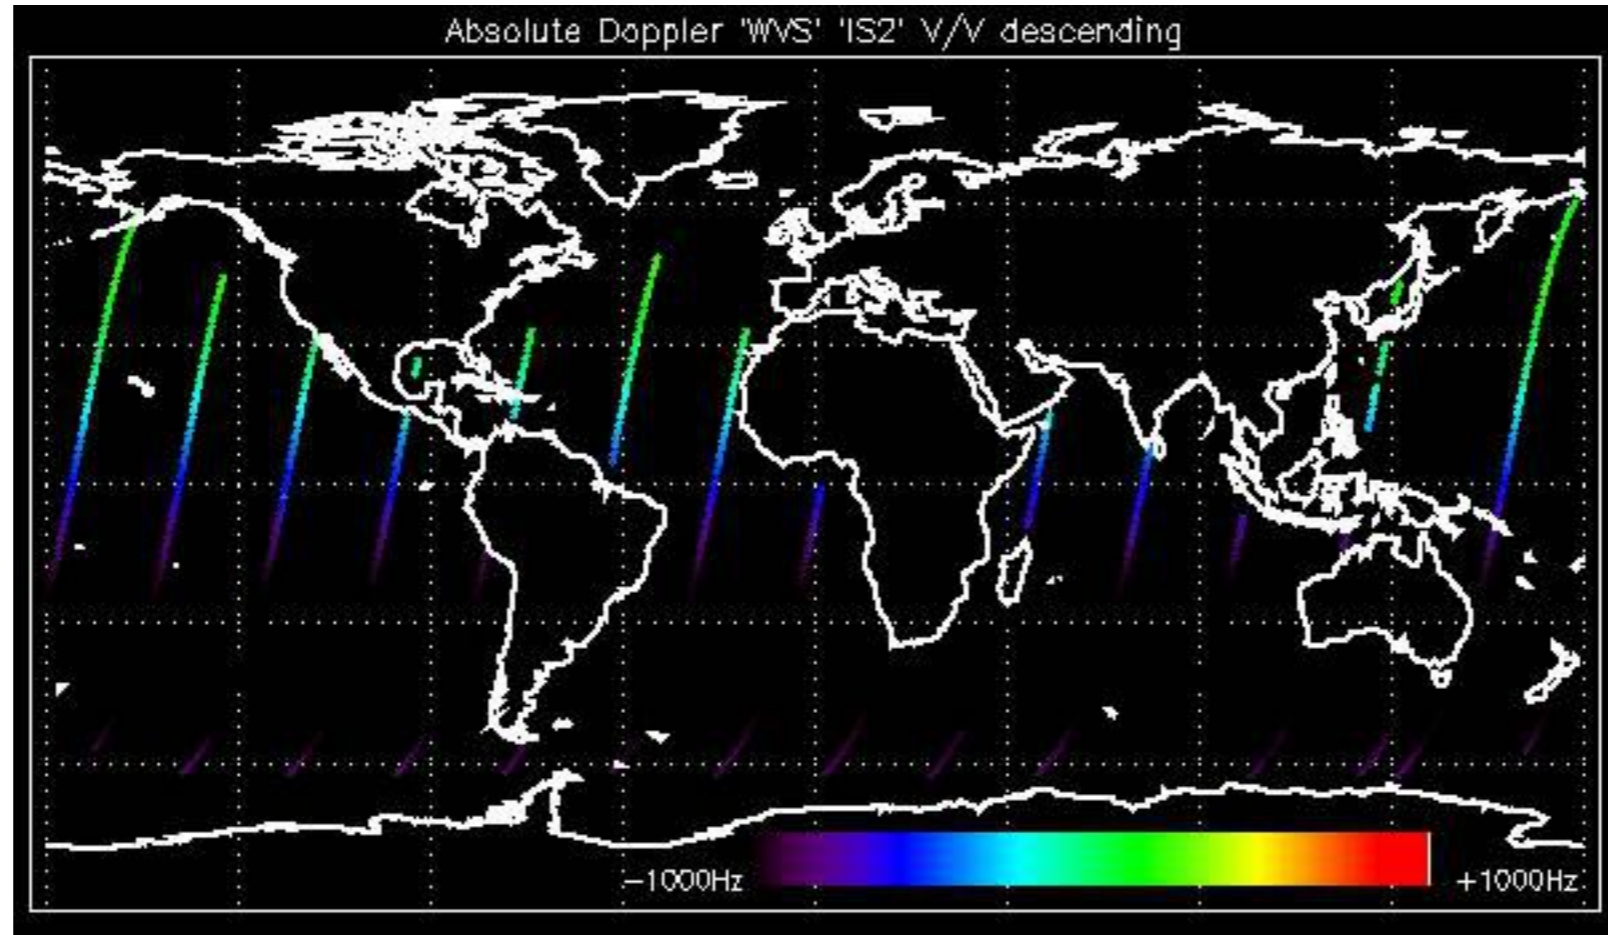 Absolute Doppler 'WVS' 'IS2' V/V descending
−1000Hz +1000Hz